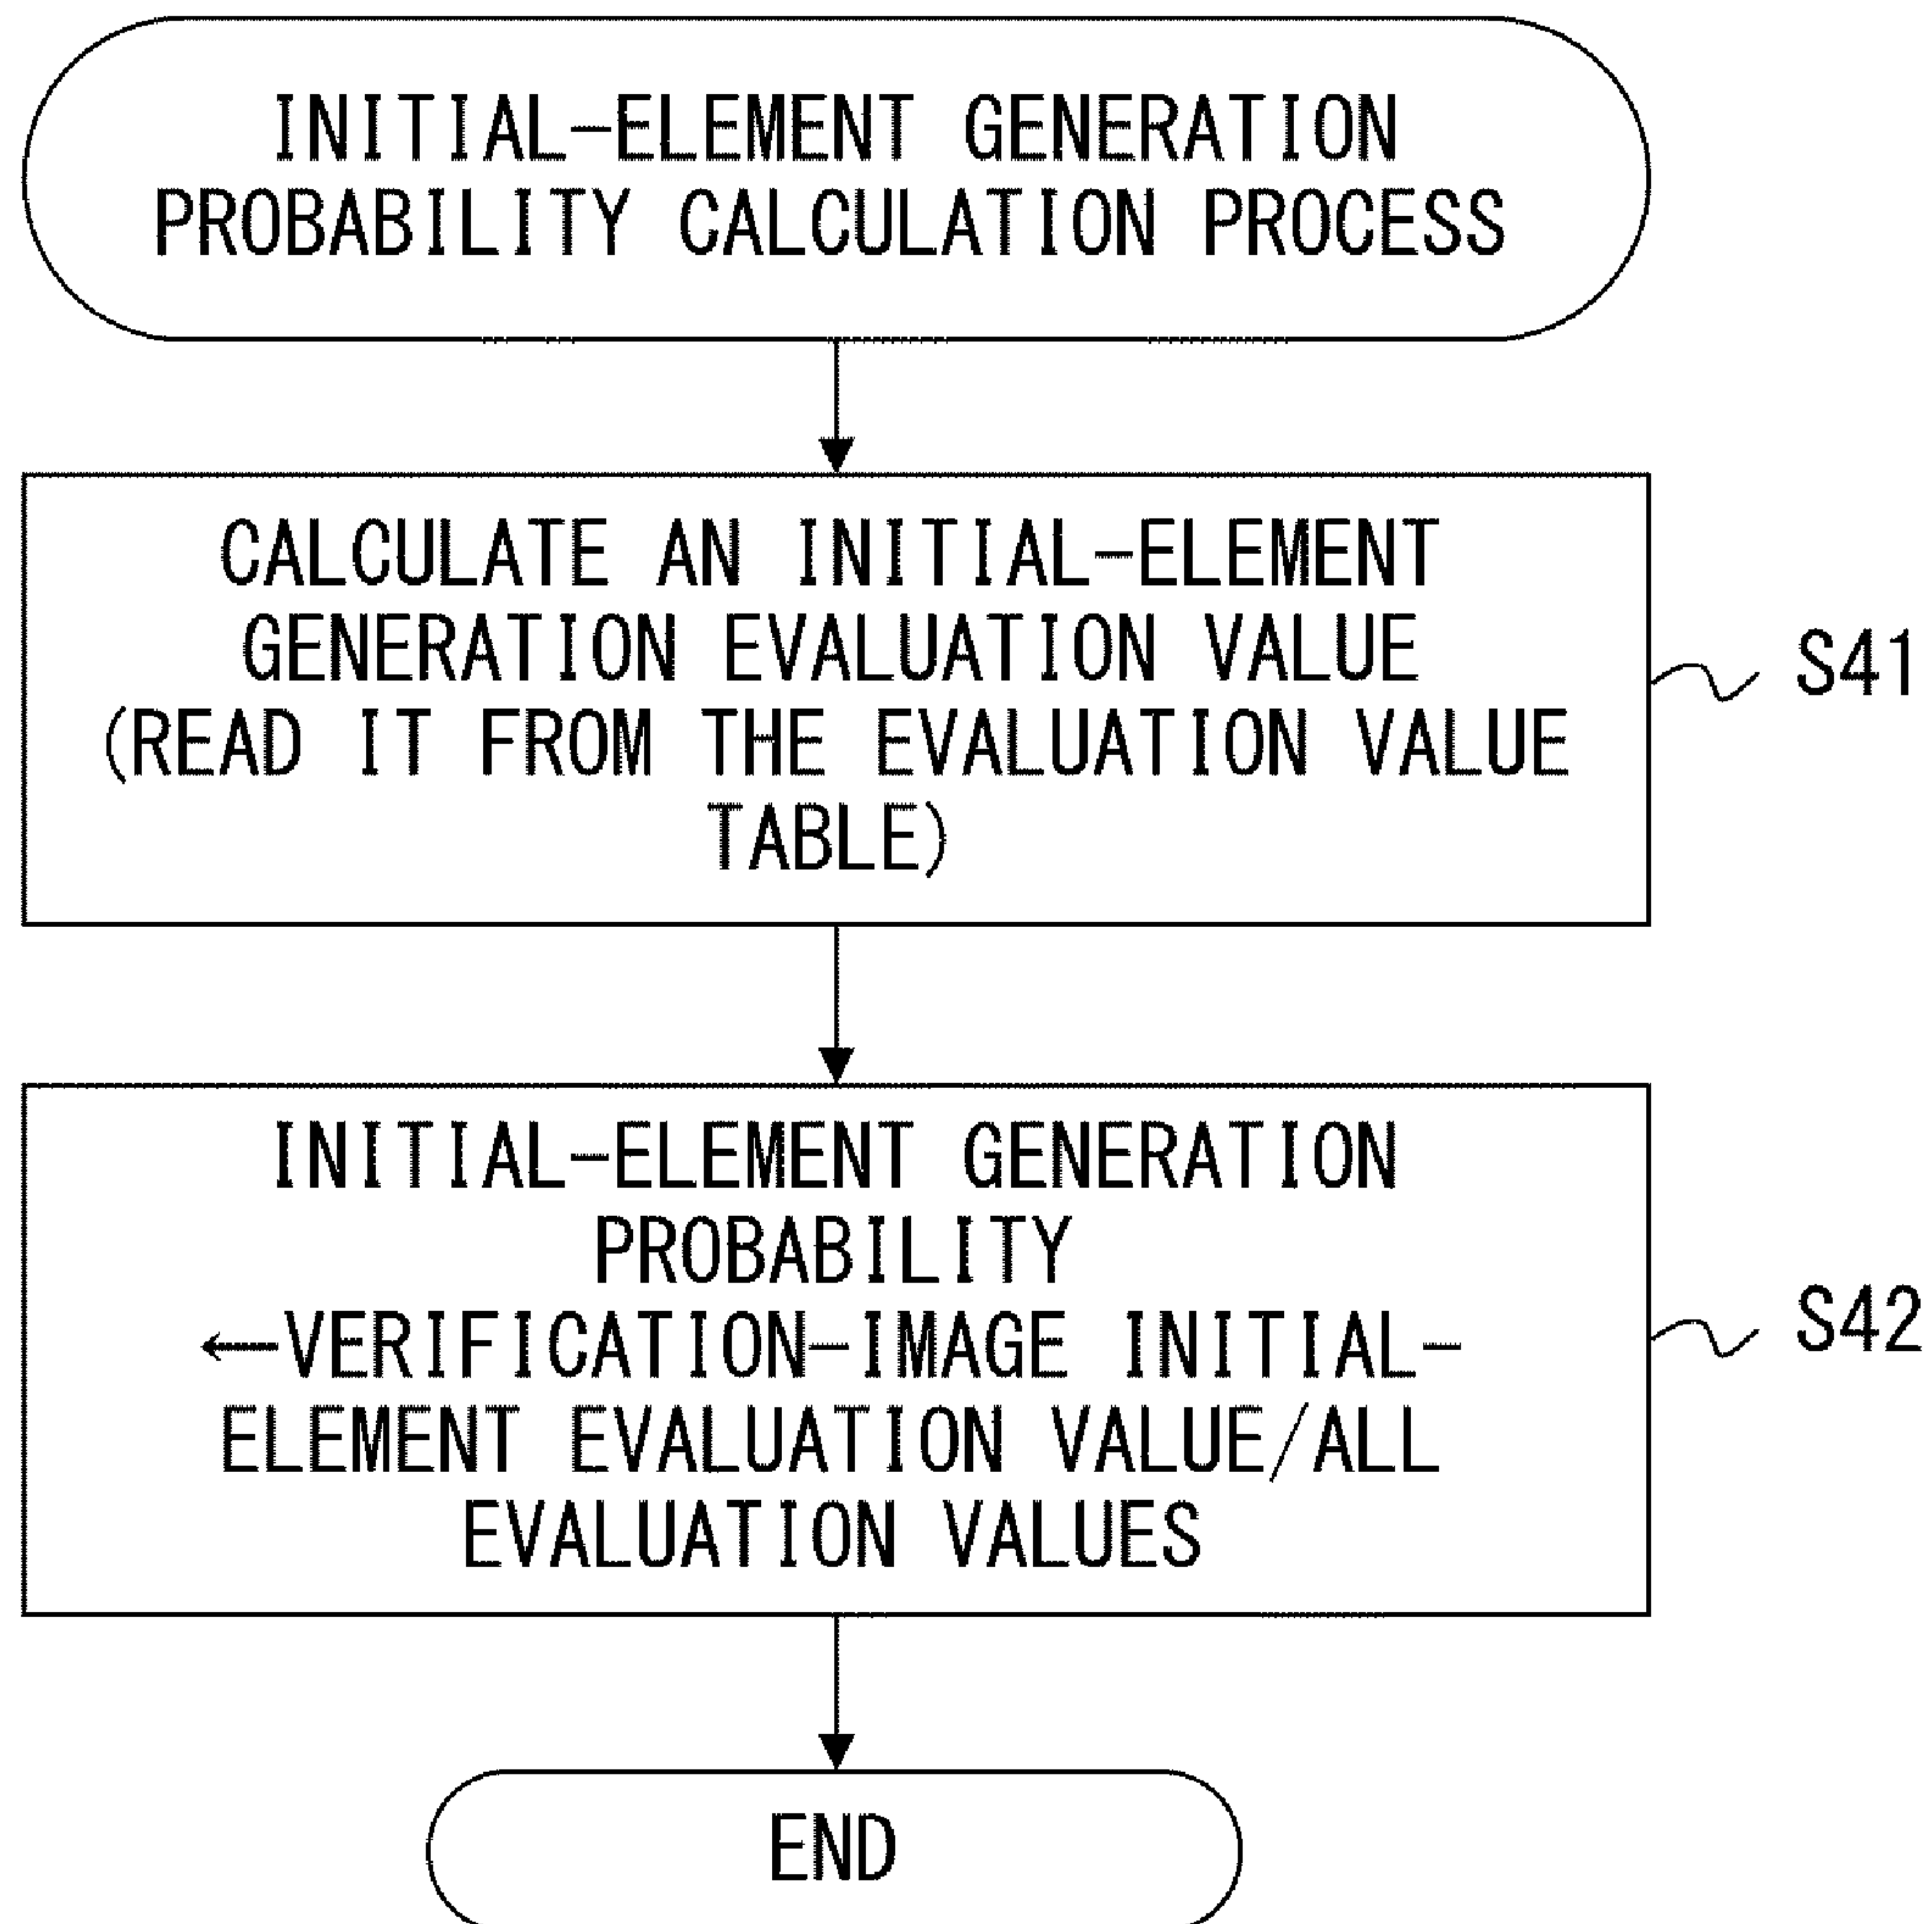 INITIAL-ELEMENT GENERATION
PROBABILITY CALCULATION PROCESS
CALCULATE AN INITIAL-ELEMENT
GENERATION EVALUATION VALUE
(READ IT FROM THE EVALUATION VALUE
TABLE)
S41
INITIAL-ELEMENT GENERATION
PROBABILITY
←VERIFICATION-IMAGE INITIAL-
ELEMENT EVALUATION VALUE/ALL
EVALUATION VALUES
S42
END